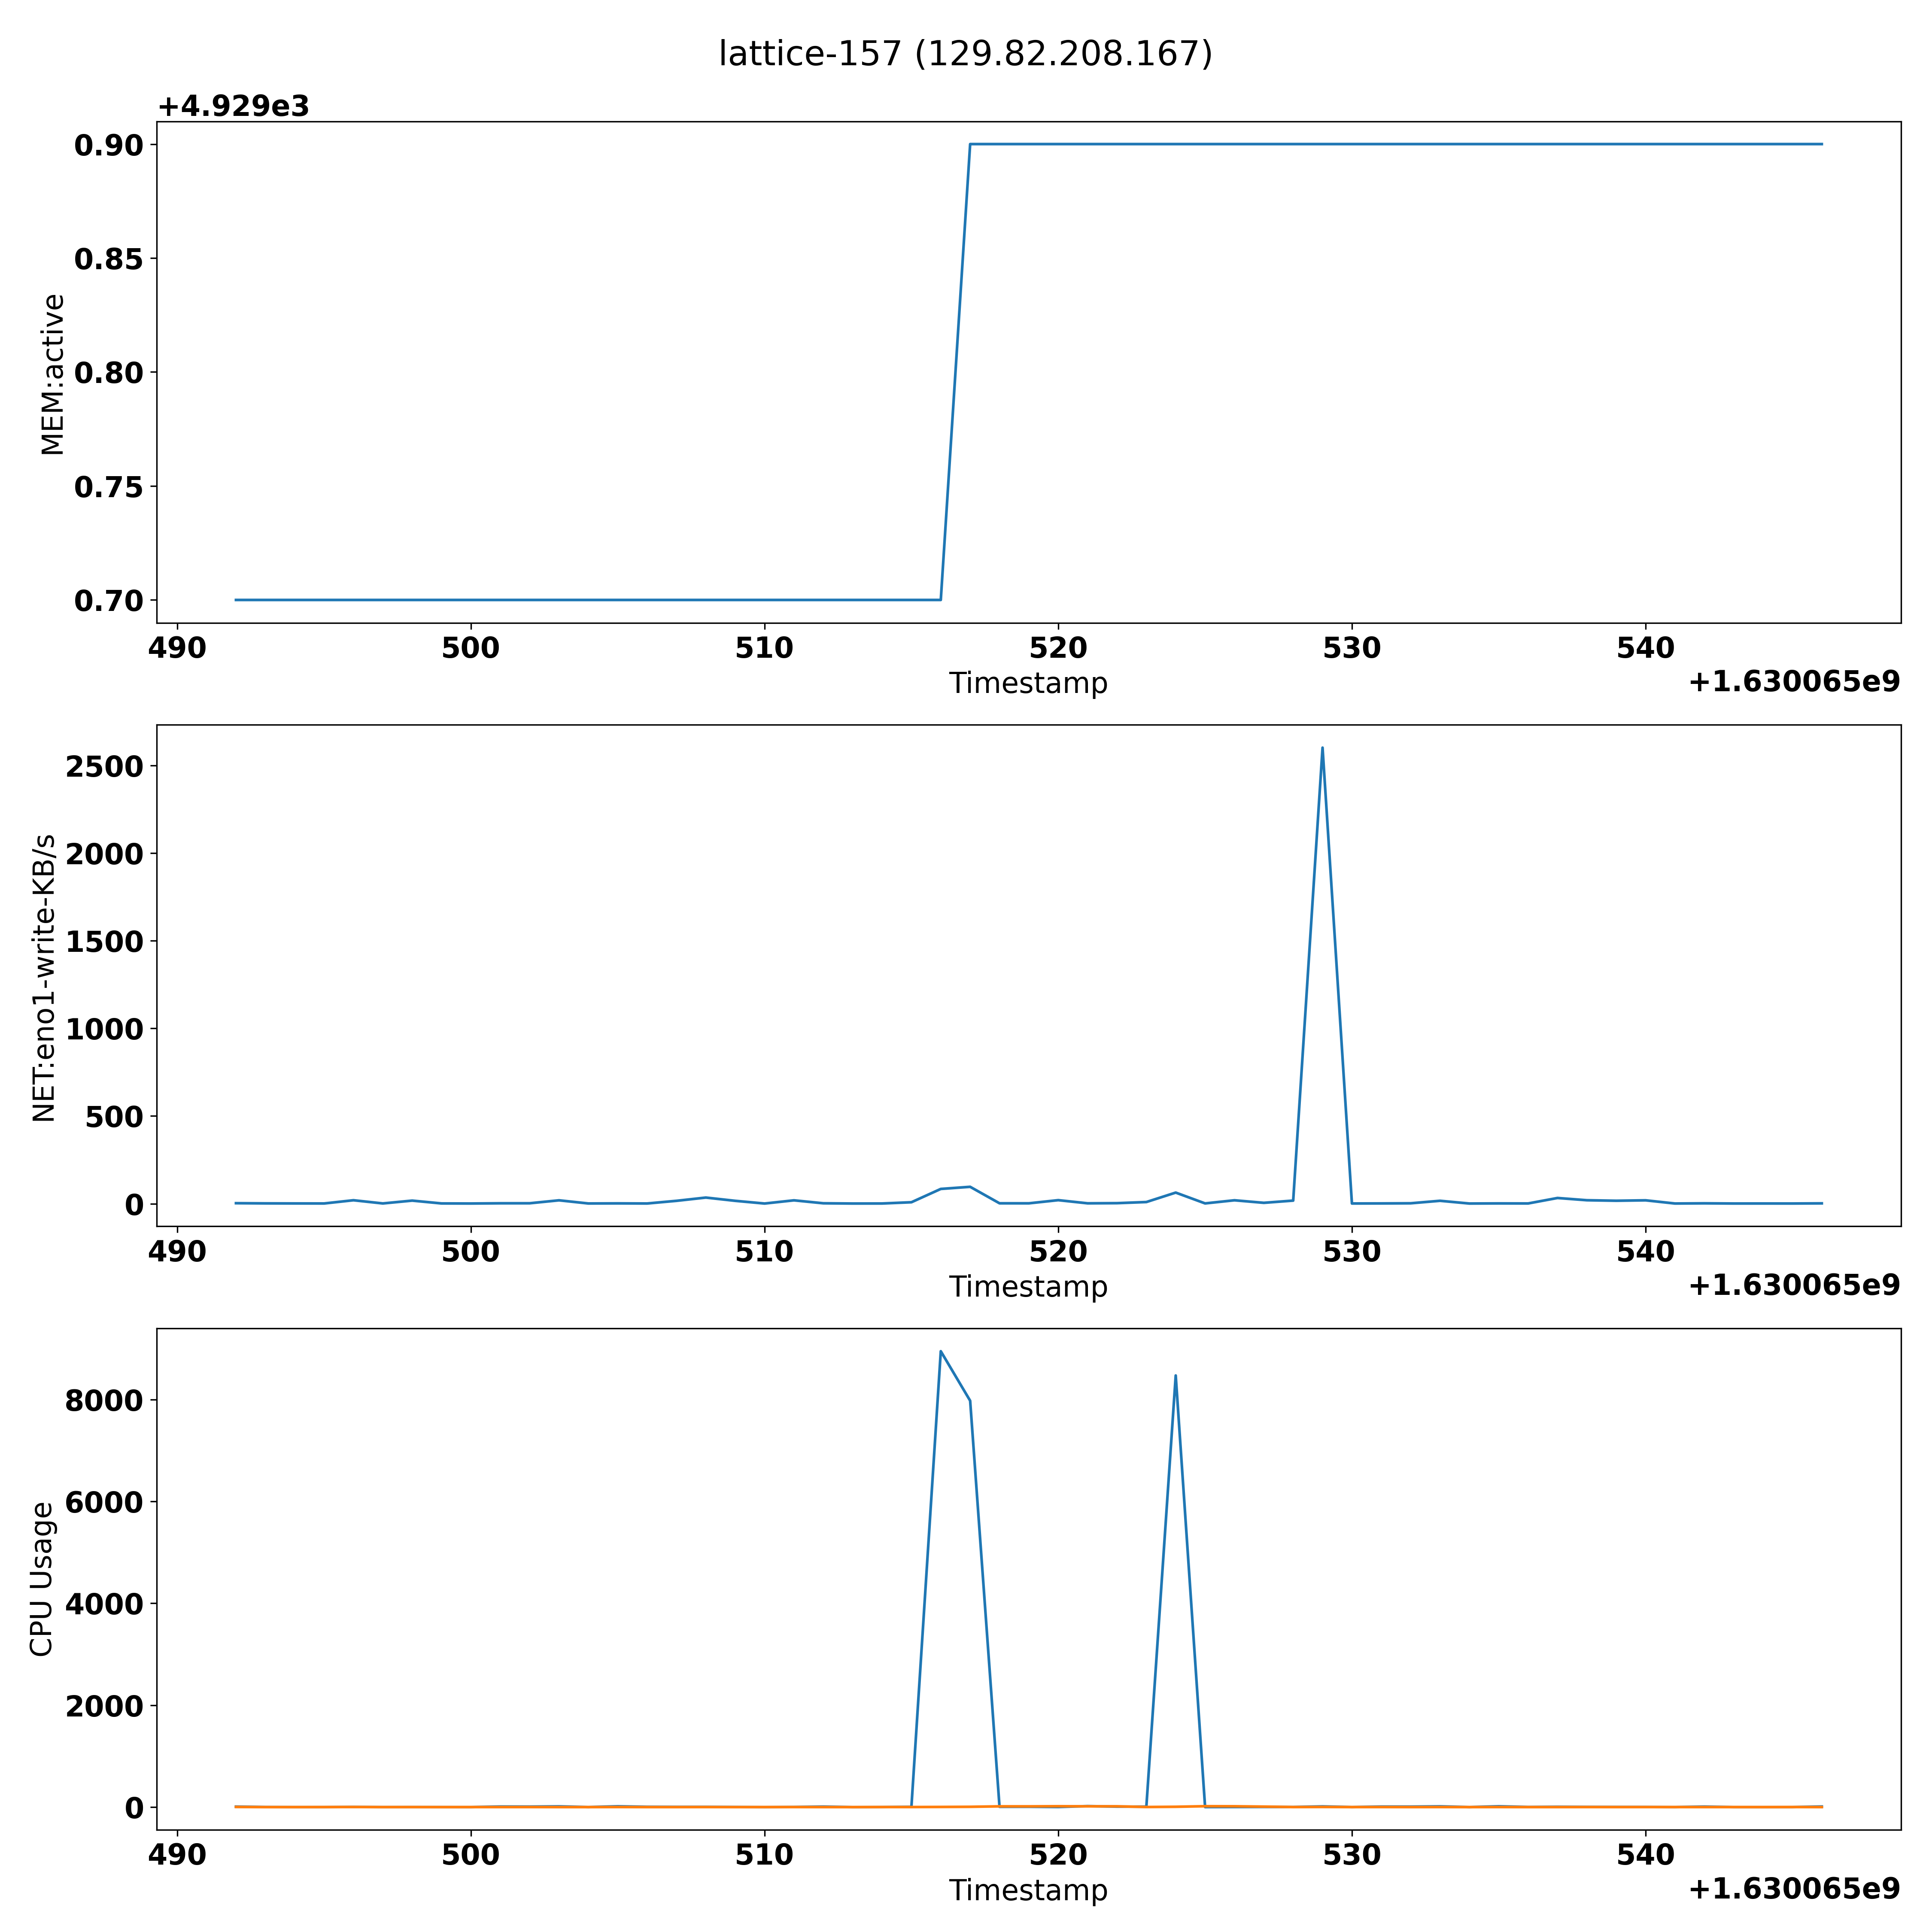 lattice-157 (129.82.208.167)
+4.929e3
0.90
0.85
0.80
0.75
0.70
MEM:active
490 500 510 520 530 540
Timestamp
+1.630065e9
2500
2000
1500
1000
500
0
NET:eno1-write-KB/s
490 500 510 520 530 540
Timestamp
+1.630065e9
8000
6000
4000
2000
0
CPU Usage
490 500 510 520 530 540
Timestamp
+1.630065e9